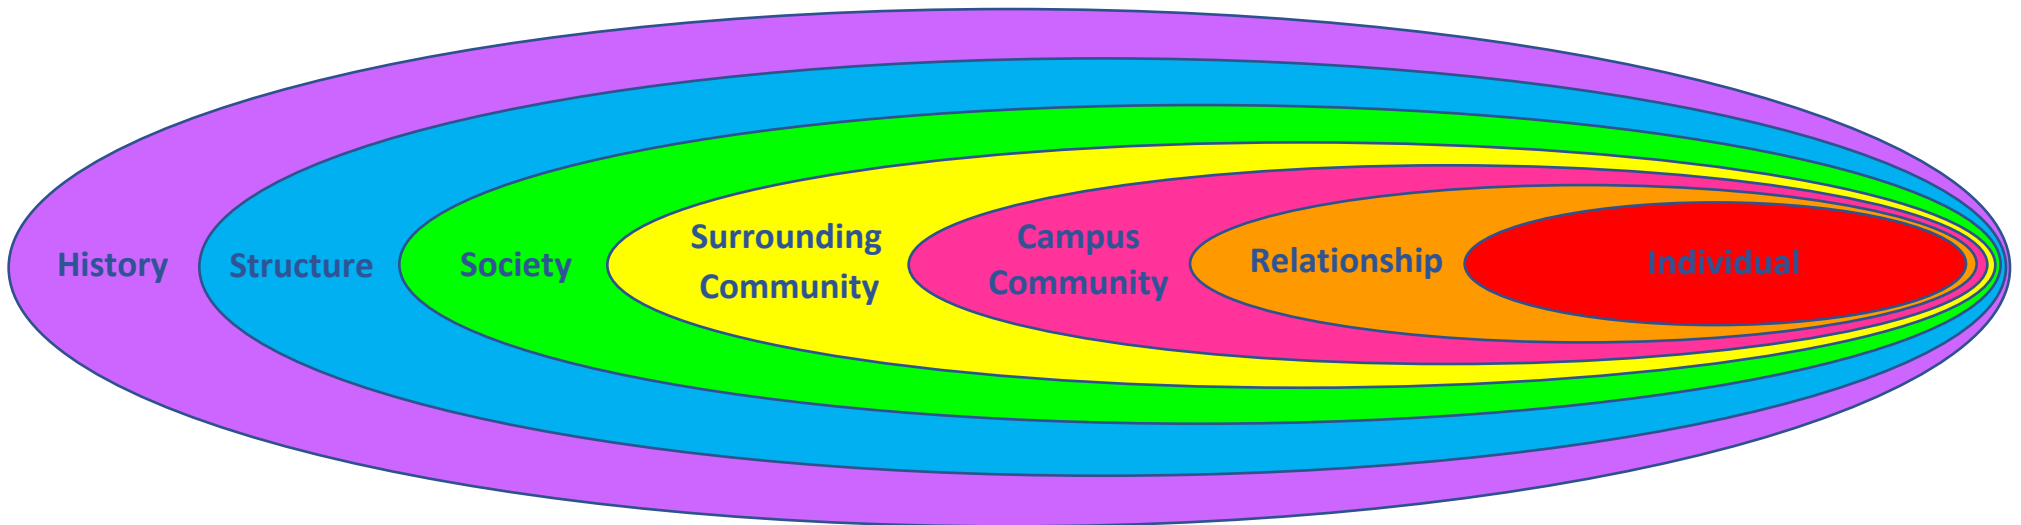 History
Structure
Society
Surrounding
Community
Campus
Community
Relationship
Individual